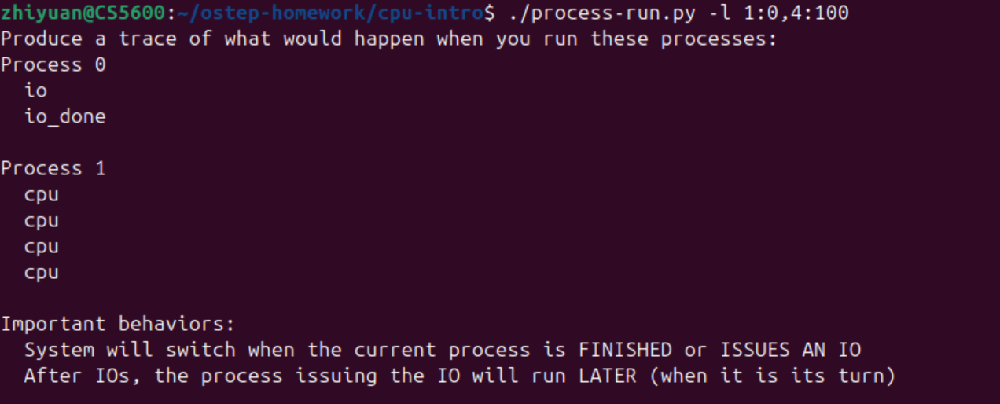 zhiyuan@CS5600:~/ostep-homework/cpu-intro$ ./process-run.py -l 1:0,4:100
Produce a trace of what would happen when you run these processes:
Process 0
  io
  io_done

Process 1
  cpu
  cpu
  cpu
  cpu

Important behaviors:
  System will switch when the current process is FINISHED or ISSUES AN IO
  After IOs, the process issuing the IO will run LATER (when it is its turn)